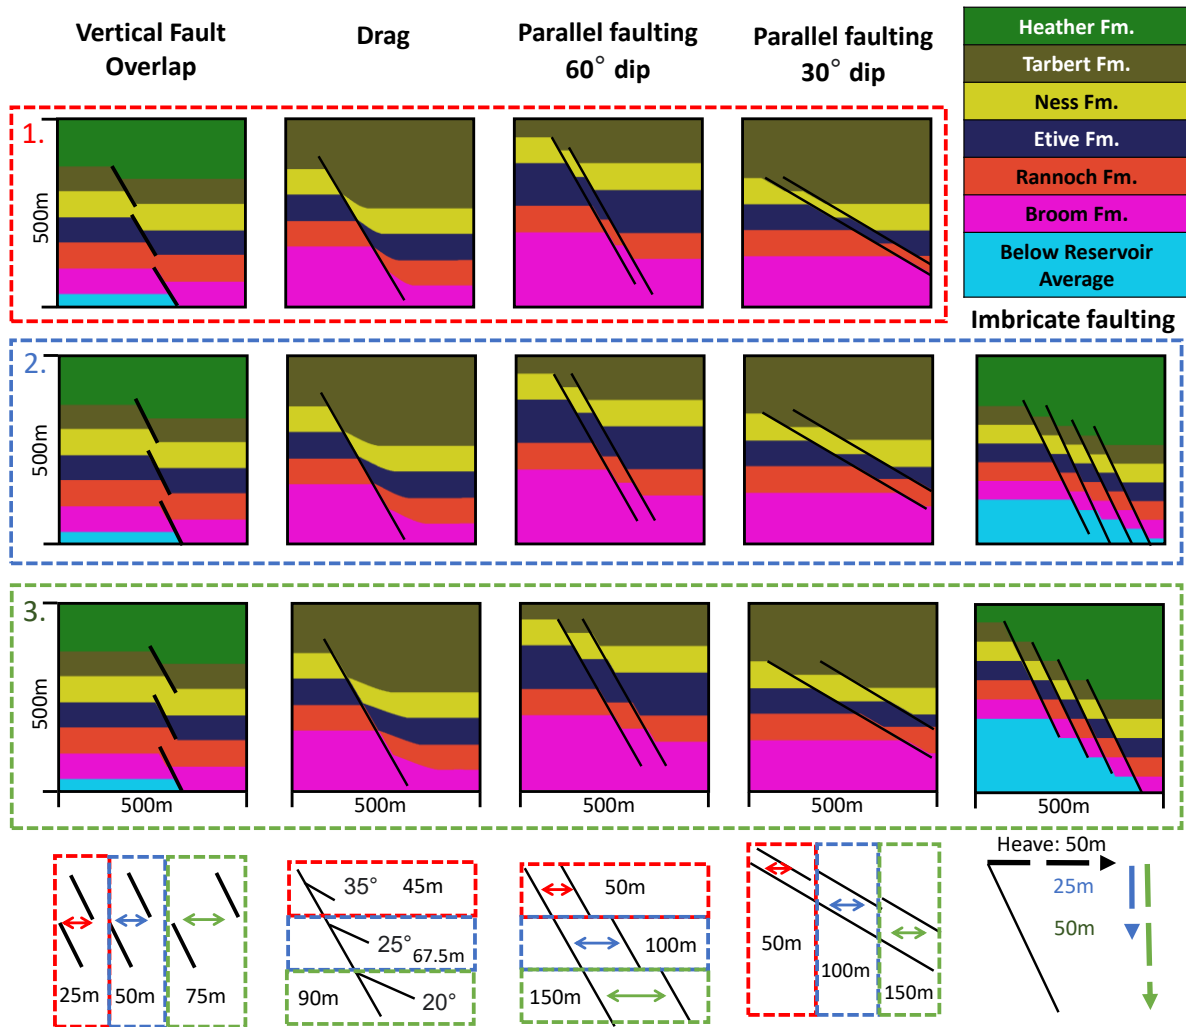 Vertical Fault
Overlap
Drag
Parallel faulting
60° dip
Parallel faulting
30° dip
Heather Fm.
Tarbert Fm.
Ness Fm.
Etive Fm.
Rannoch Fm.
Broom Fm.
Below Reservoir
Average
Imbricate faulting
1.
500m
2.
500m
3.
500m
500m
500m
500m
500m
500m
25m
50m
75m
35°
45m
25°
67.5m
90m
20°
50m
100m
150m
50m
100m
150m
Heave: 50m
25m
50m